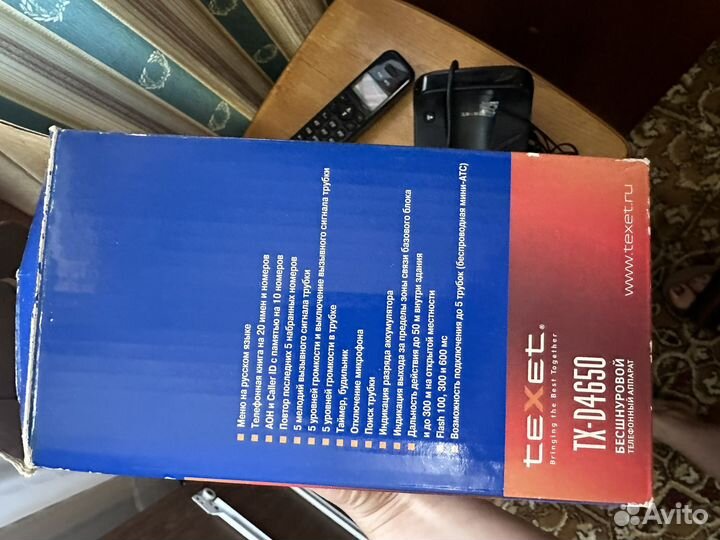 Меню на русском языке
Телефонная книга на 20 имен и номеров
АОН и Caller ID с памятью на 10 номеров
Повтор последних 5 набранных номеров
5 мелодий вызывного сигнала трубки
5 уровней громкости и выключение вызывного сигнала трубки
5 уровней громкости в трубке
Таймер, будильник
Отключение микрофона
Поиск трубки
Индикация разряда аккумулятора
Индикация выхода за пределы зоны связи базового блока
Дальность действия до 50 м внутри здания
и до 300 м на открытой местности
Flash 100, 300 и 600 мс
Возможность подключения до 5 трубок (беспроводная мини-АТС)
teXet®
Bringing the Best Together
TX-D4650
БЕСШНУРОВОЙ
ТЕЛЕФОННЫЙ АППАРАТ
www.texet.ru
Avito